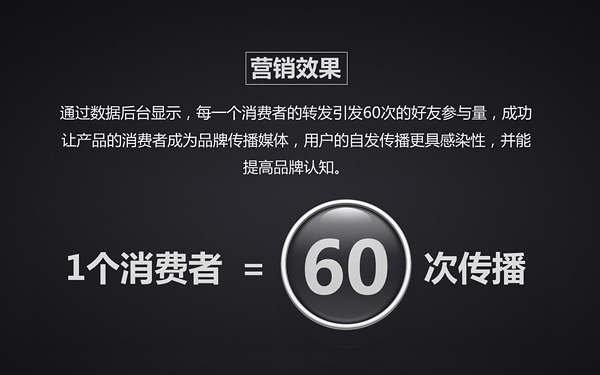 营销效果
通过数据后台显示，每一个消费者的转发引发60次的好友参与量，成功
让产品的消费者成为品牌传播媒体，用户的自发传播更具感染性，并能
提高品牌认知。
1个消费者 = 60 次传播